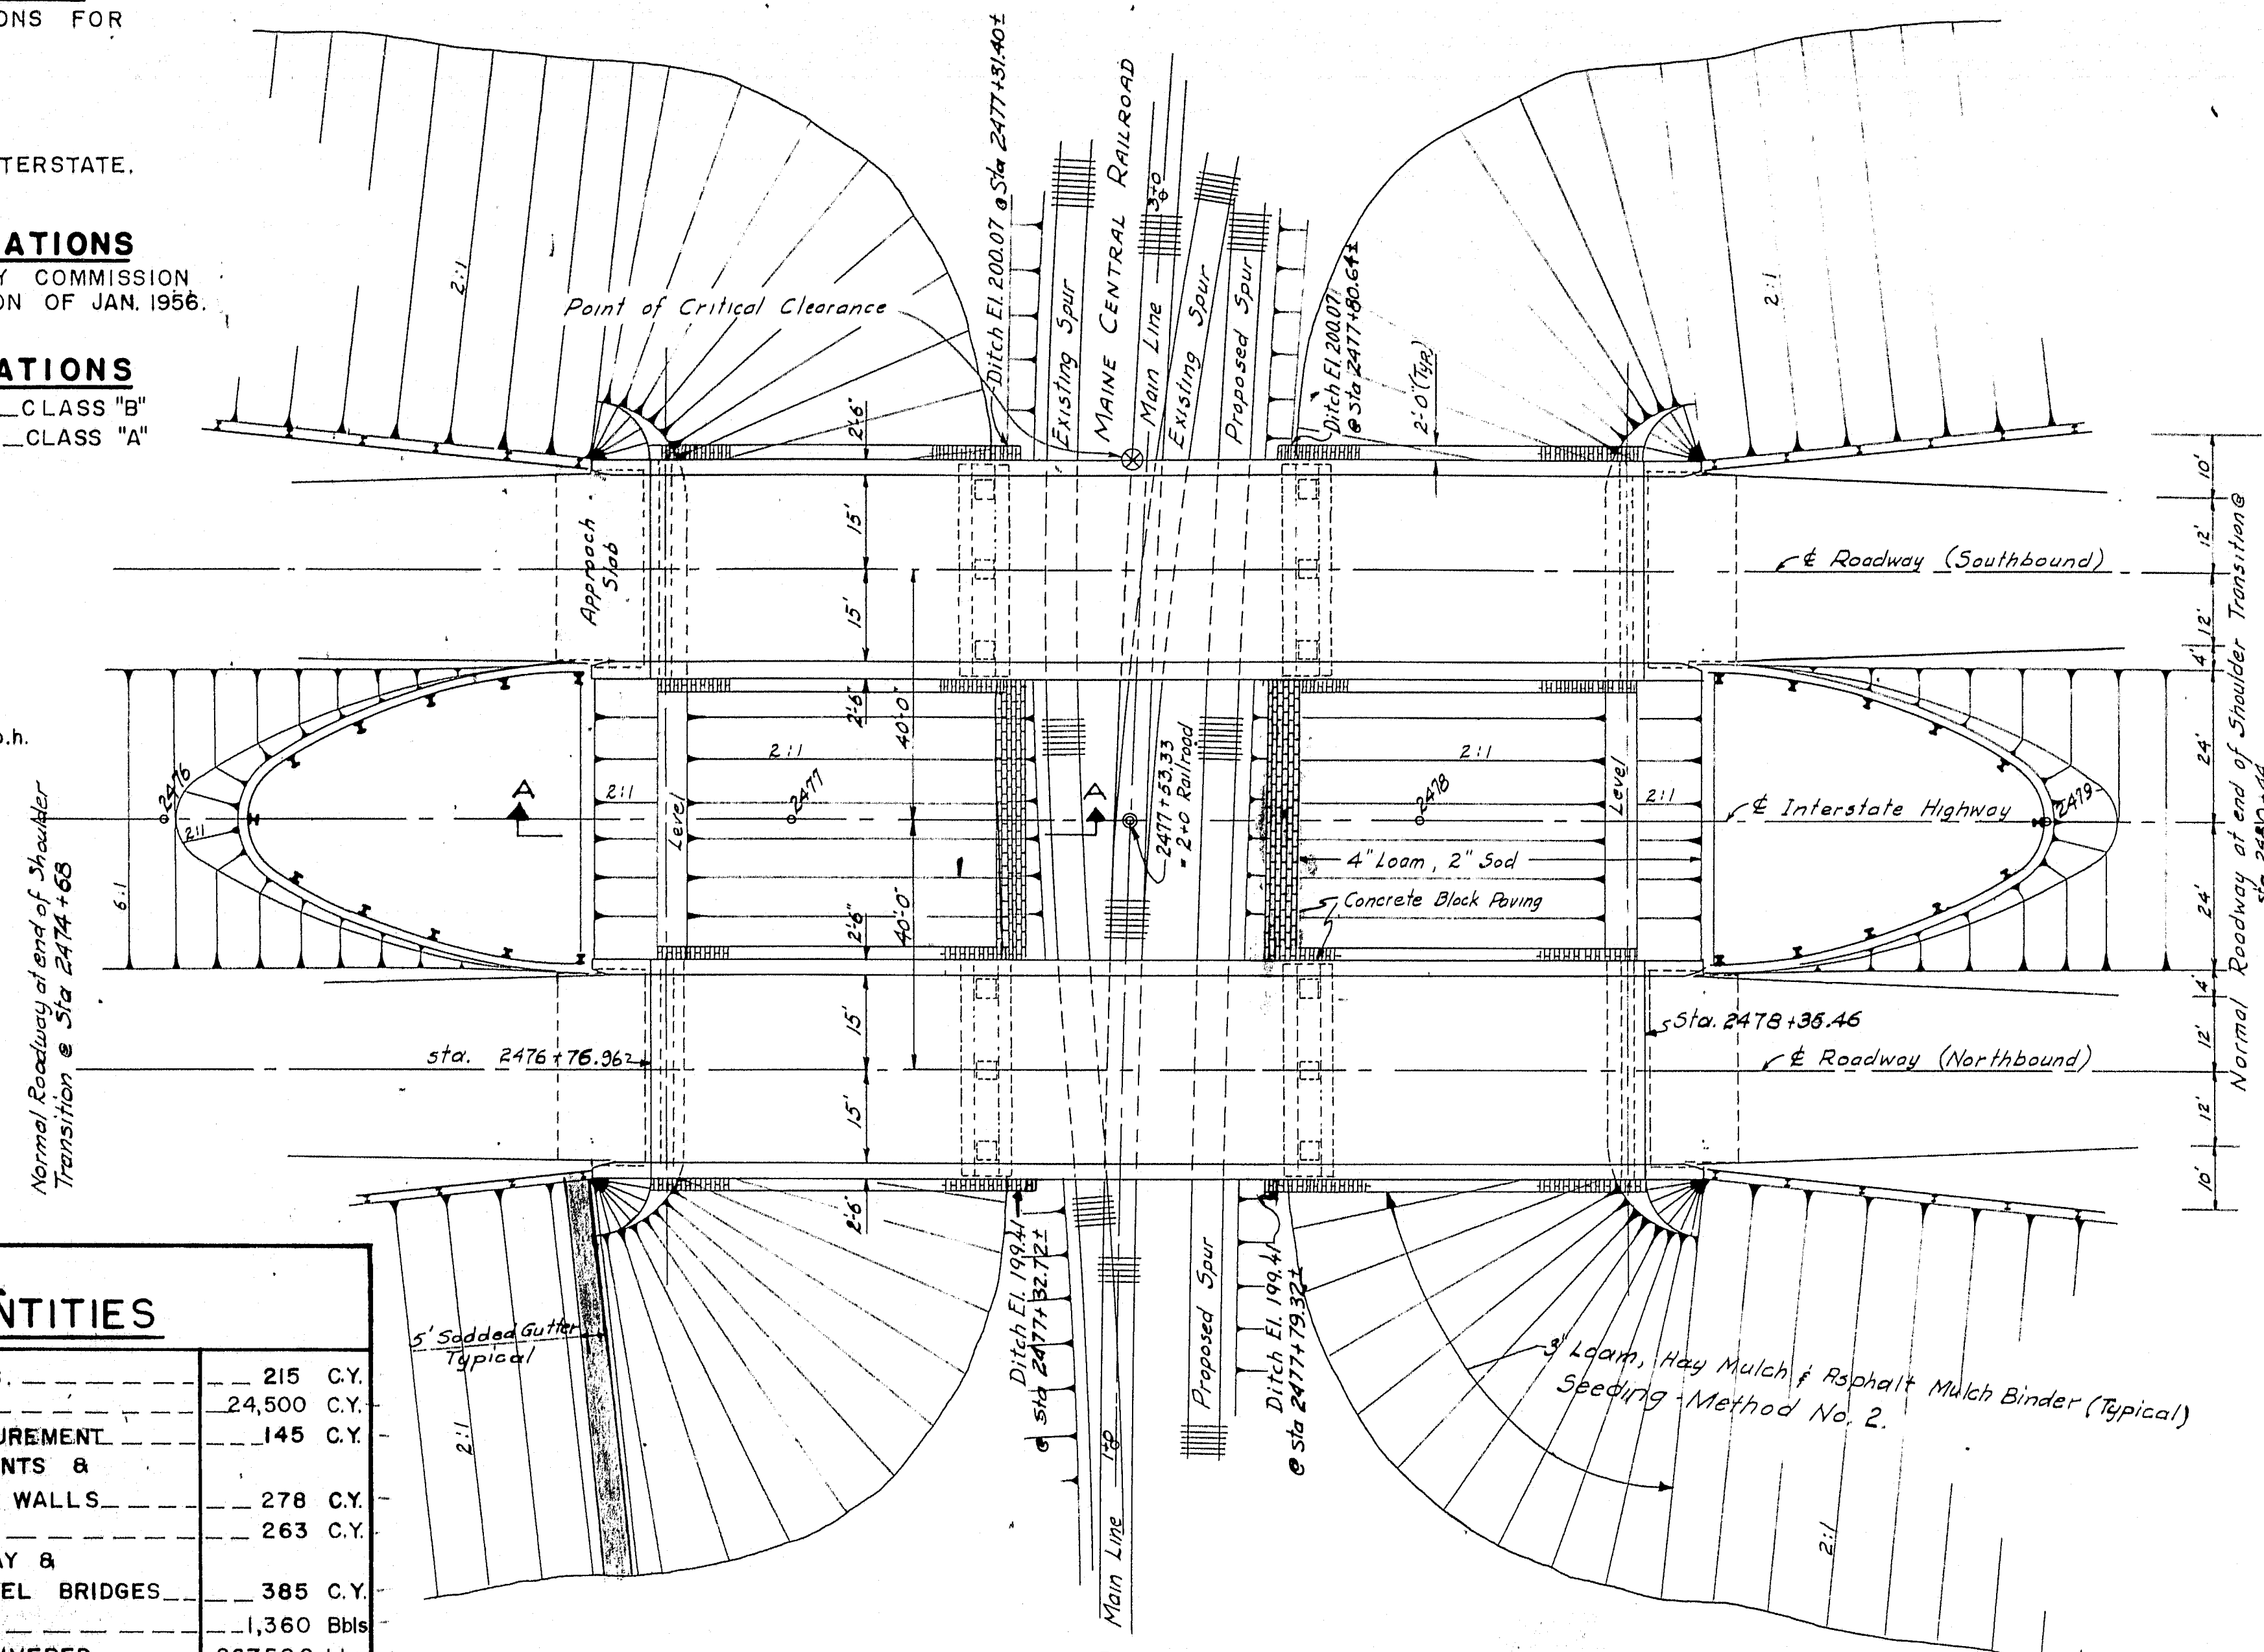 ONS FOR
TERSTATE.
ATIONS
Y COMMISSION
ON OF JAN. 1956.
ATIONS
CLASS "B"
CLASS "A"
p.h.
2:1
Point of Critical Clearance
Ditch El. 200.07 @ Sta 2477+31.40±
Existing Spur
MAINE CENTRAL RAILROAD
Main Line
3+0
Existing Spur
Proposed Spur
Ditch El. 200.07
@ Sta 2477+80.64±
2'-0" (Typ.)
2:1
2'-6"
15'
15'
2'-6"
Approach
Slab
℄ Roadway (Southbound)
10'
12'
12'
4'
24'
24'
4'
12'
12'
10'
Normal Roadway at end of Shoulder Transition @
sta. 2480+44
40'-0"
40'-0"
2476
2:1
6:1
A
2:1
Level
2:1
2477
A
2477+53.33
= 2+0 Railroad
2:1
2478
Level
2:1
℄ Interstate Highway
2479
4" Loam, 2" Sod
Concrete Block Paving
Normal Roadway at end of Shoulder
Transition @ Sta 2474+68
2'-6"
15'
15'
2'-6"
sta. 2476+76.96
Sta. 2478+36.46
℄ Roadway (Northbound)
5' Sodded Gutter
Typical
2:1
Ditch El. 199.41
@ sta 2477+32.72±
Main Line 1+0
Proposed Spur
Ditch El. 199.41
@ sta 2477+79.32±
3" Loam, Hay Mulch & Asphalt Mulch Binder (Typical)
Seeding - Method No. 2.
2:1
NTITIES
215 C.Y.
24,500 C.Y.
UREMENT 145 C.Y.
NTS &
WALLS 278 C.Y.
263 C.Y.
AY &
EL BRIDGES 385 C.Y.
1,360 Bbls